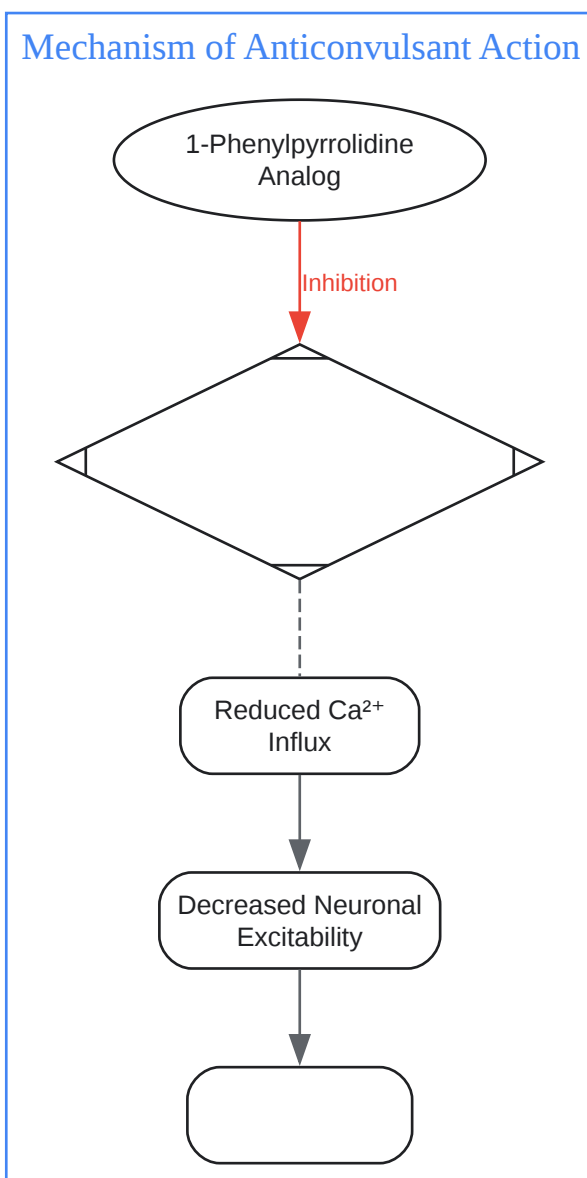 Mechanism of Anticonvulsant Action
1-Phenylpyrrolidine
Analog
Inhibition
Reduced Ca²⁺
Influx
Decreased Neuronal
Excitability